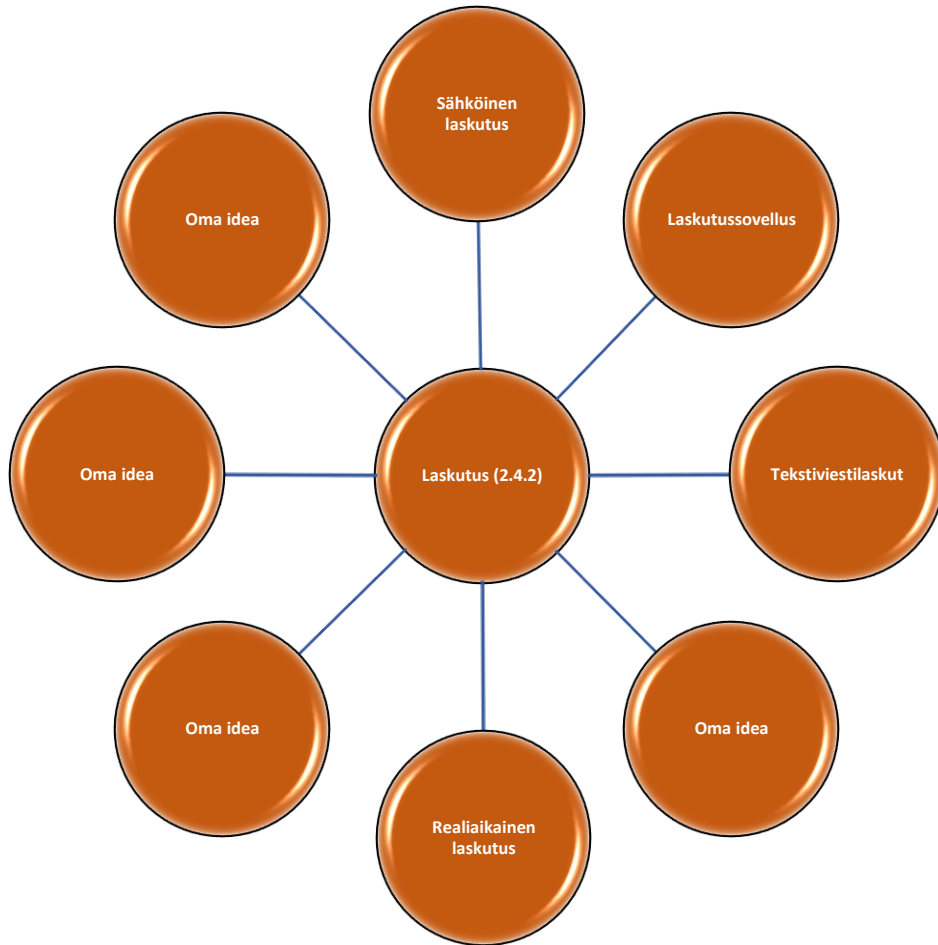 Sähköinen
laskutus
Oma idea
Laskutussovellus
Oma idea
Laskutus (2.4.2)
Tekstiviestilaskut
Oma idea
Oma idea
Realiaikainen
laskutus